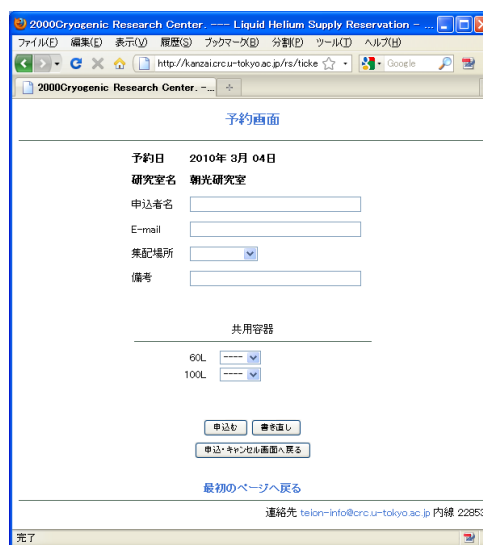 2000Cryogenic Research Center. --- Liquid Helium Supply Reservation - ...
ファイル(F) 編集(E) 表示(V) 履歴(S) ブックマーク(B) 分割(P) ツール(T) ヘルプ(H)
http://kanzai.crc.u-tokyo.ac.jp/rs/ticke
Google
2000Cryogenic Research Center. -...
予約画面
予約日 2010年 3月 04日
研究室名 朝光研究室
申込者名
E-mail
集配場所
備考
共用容器
60L ----
100L ----
申込む 書き直し
申込・キャンセル画面へ戻る
最初のページへ戻る
連絡先 teion-info@crc.u-tokyo.ac.jp 内線 22853
完了